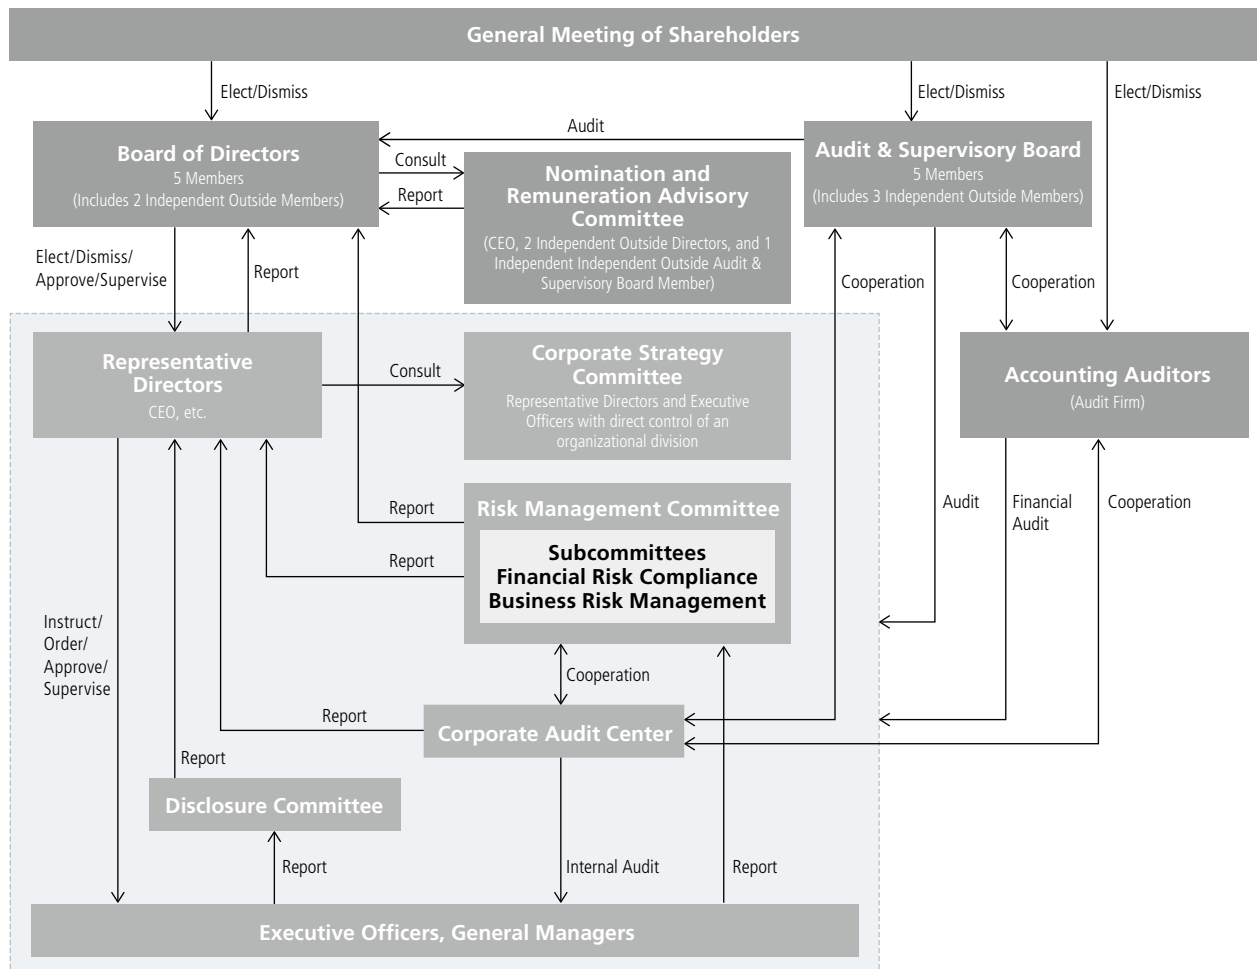 General Meeting of Shareholders
Elect/Dismiss
Elect/Dismiss
Elect/Dismiss
Board of Directors
5 Members
(Includes 2 Independent Outside Members)
Audit
Audit & Supervisory Board
5 Members
(Includes 3 Independent Outside Members)
Consult
Report
Nomination and
Remuneration Advisory
Committee
(CEO, 2 Independent Outside Directors, and 1
Independent Independent Outside Audit &
Supervisory Board Member)
Elect/Dismiss/
Approve/Supervise
Report
Cooperation
Cooperation
Representative
Directors
CEO, etc.
Consult
Corporate Strategy
Committee
Representative Directors and Executive
Officers with direct control of an
organizational division
Accounting Auditors
(Audit Firm)
Report
Report
Risk Management Committee
Subcommittees
Financial Risk Compliance
Business Risk Management
Audit
Financial
Audit
Cooperation
Instruct/
Order/
Approve/
Supervise
Cooperation
Report
Corporate Audit Center
Report
Disclosure Committee
Report
Internal Audit
Report
Executive Officers, General Managers